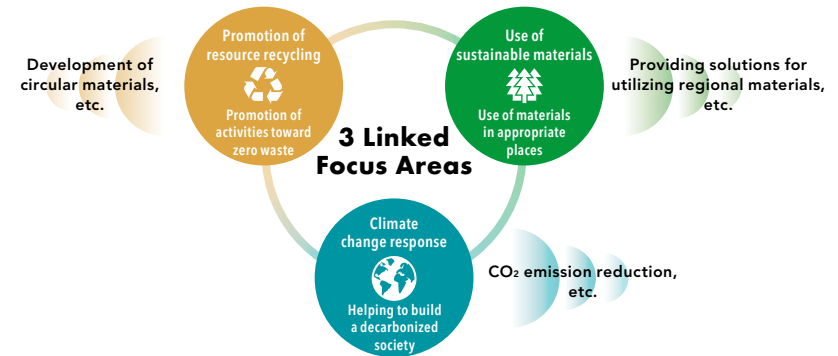 Promotion of
resource recycling
Promotion of
activities toward
zero waste
Development of
circular materials,
etc.
Use of
sustainable materials
Use of materials
in appropriate
places
Providing solutions for
utilizing regional materials,
etc.
3 Linked
Focus Areas
Climate
change response
Helping to build
a decarbonized
society
CO₂ emission reduction,
etc.